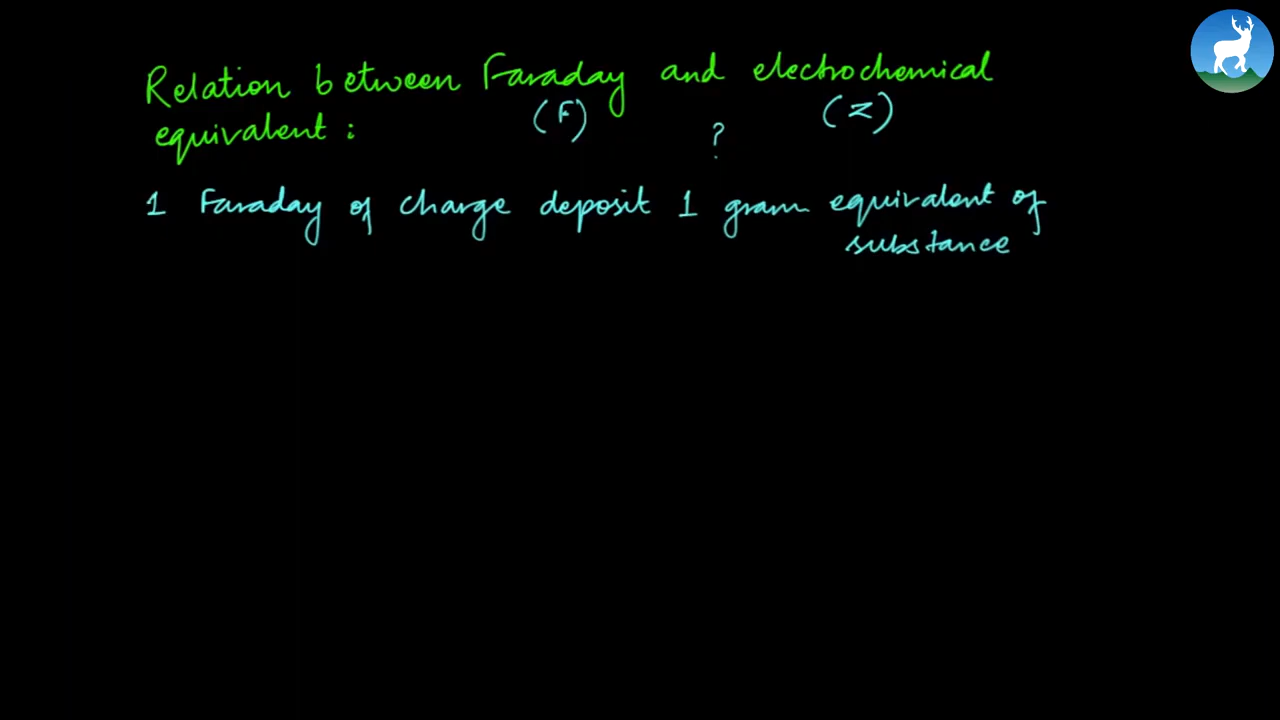 Relation between Faraday and electrochemical
(F) (Z)
equivalent : ?
1 Faraday of charge deposit 1 gram equivalent of
substance